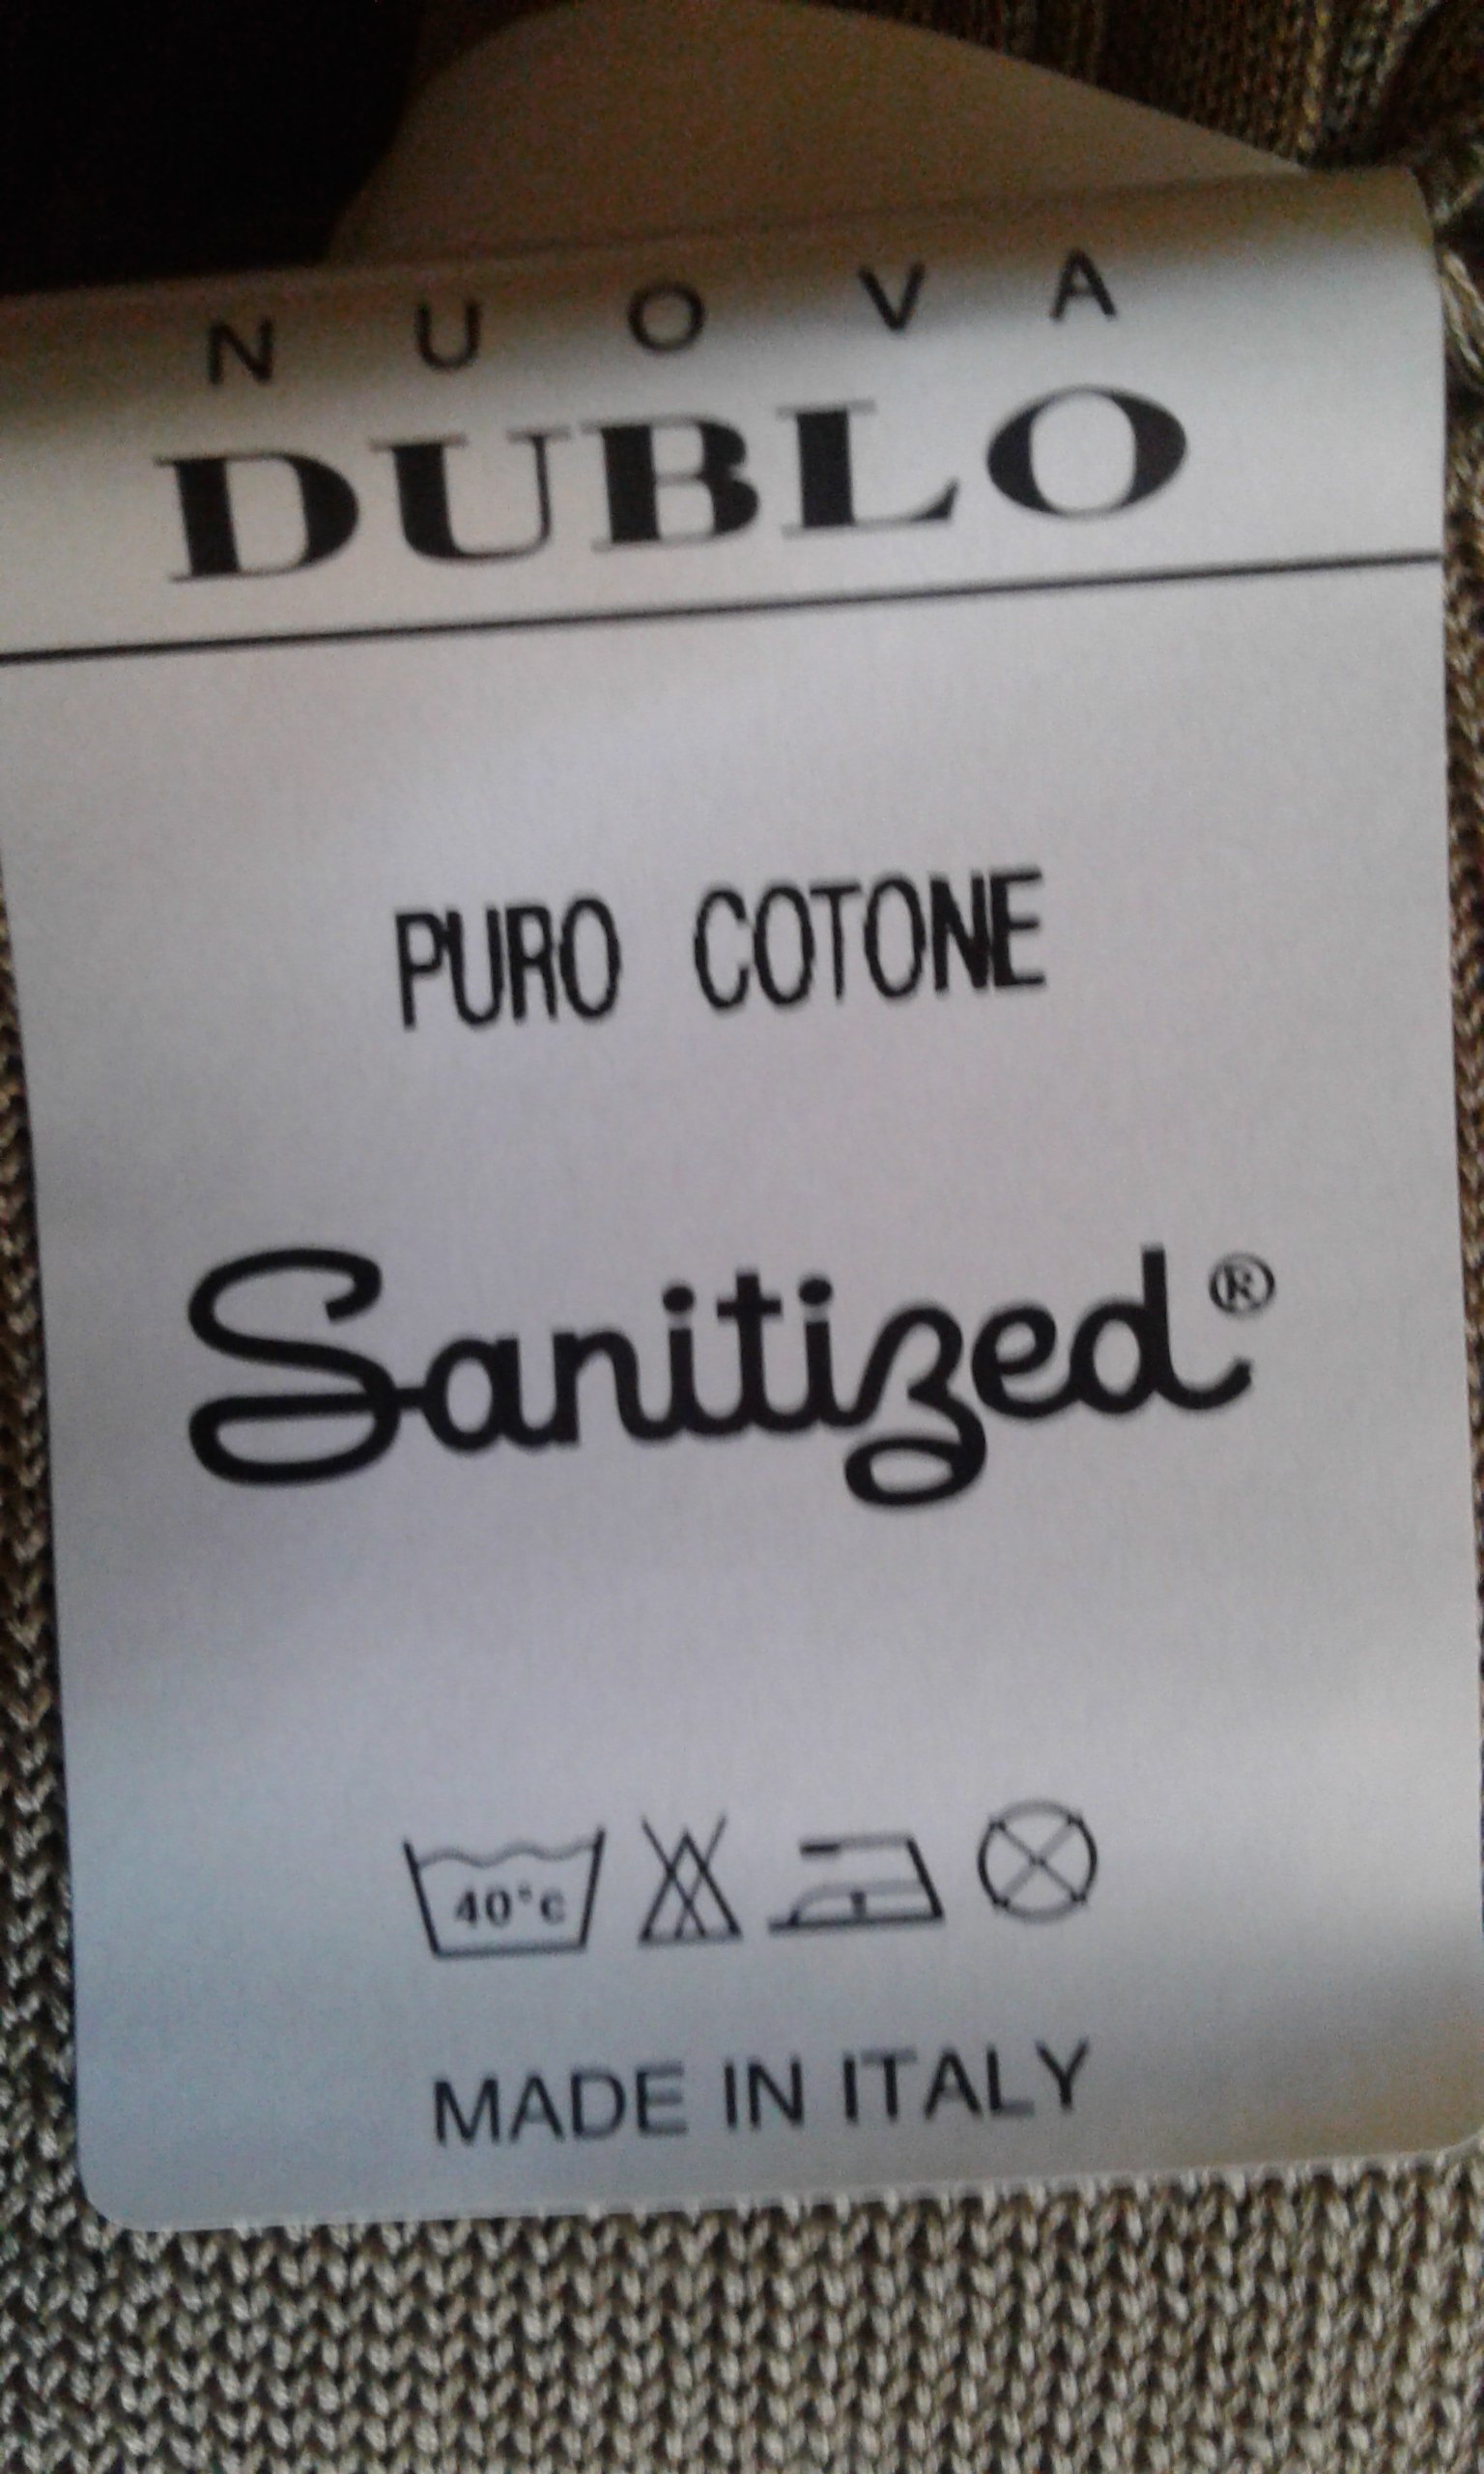 NUOVA
DUBLO
PURO COTONE
Sanitized®
40°c
MADE IN ITALY